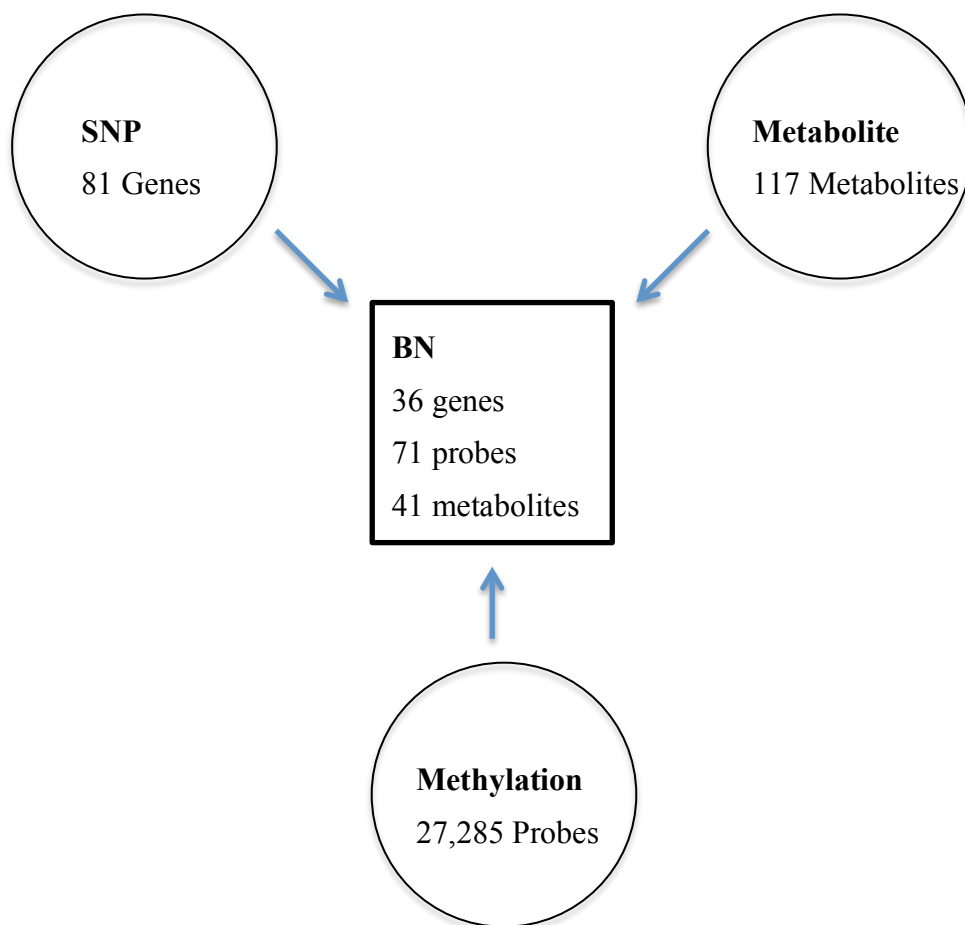 SNP
81 Genes
Metabolite
117 Metabolites
BN
36 genes
71 probes
41 metabolites
Methylation
27,285 Probes